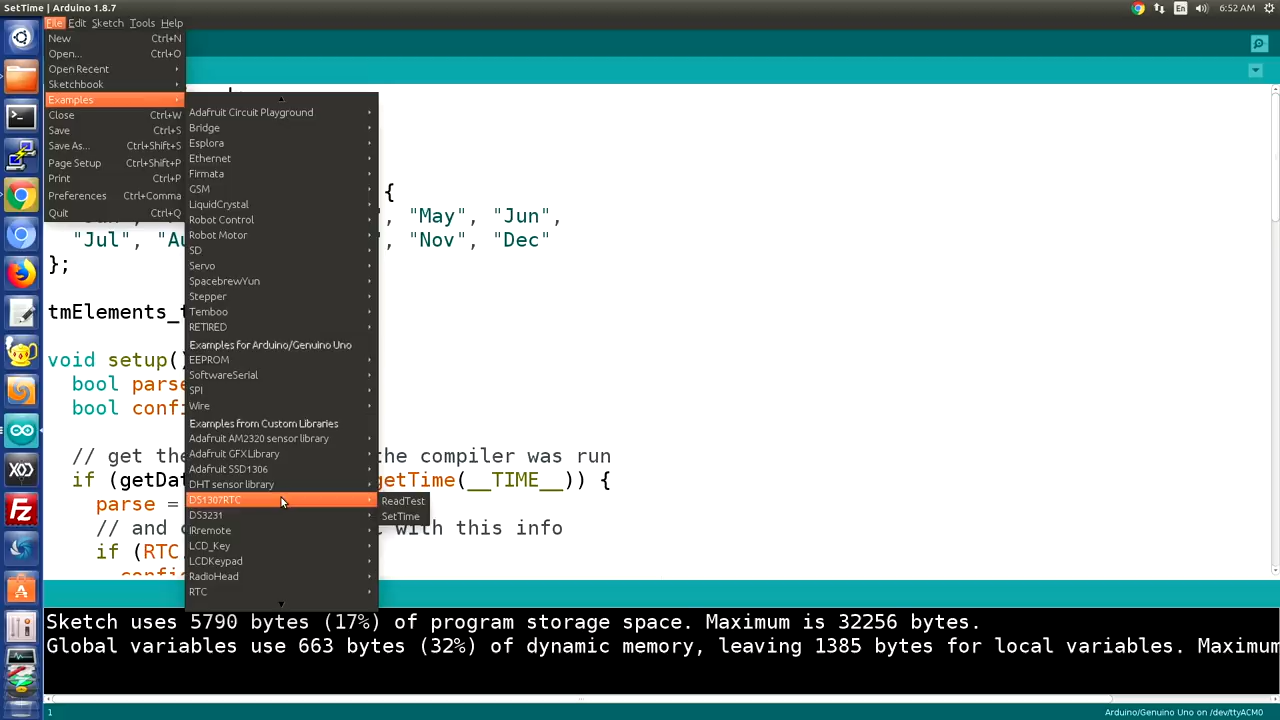 SetTime | Arduino 1.8.7
En
6:52 AM
File Edit Sketch Tools Help
New Ctrl+N
Open... Ctrl+O
Open Recent
Sketchbook
Examples
Close Ctrl+W
Save Ctrl+S
Save As... Ctrl+Shift+S
Page Setup Ctrl+Shift+P
Print Ctrl+P
Preferences Ctrl+Comma
Quit Ctrl+Q
Adafruit Circuit Playground
Bridge
Esplora
Ethernet
Firmata
GSM
LiquidCrystal
Robot Control
Robot Motor
SD
Servo
SpacebrewYun
Stepper
Temboo
RETIRED
Examples for Arduino/Genuino Uno
EEPROM
SoftwareSerial
SPI
Wire
Examples from Custom Libraries
Adafruit AM2320 sensor library
Adafruit GFX Library
Adafruit SSD1306
DHT sensor library
DS1307RTC
DS3231
IRremote
LCD_Key
LCDKeypad
RadioHead
RTC
ReadTest
SetTime
{
, "May", "Jun",
"Jul", "Au , "Nov", "Dec"
};
tmElements_t
void setup()
bool parse
bool confi
// get the the compiler was run
if (getDa getTime(__TIME__)) {
parse =
// and with this info
if (RTC
Sketch uses 5790 bytes (17%) of program storage space. Maximum is 32256 bytes.
Global variables use 663 bytes (32%) of dynamic memory, leaving 1385 bytes for local variables. Maximum
1
Arduino/Genuino Uno on /dev/ttyACM0